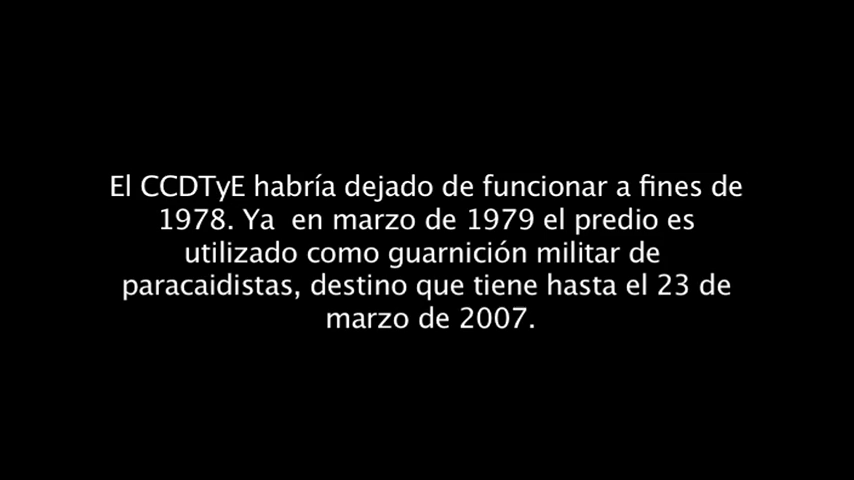 El CCDTyE habría dejado de funcionar a fines de
1978. Ya  en marzo de 1979 el predio es
utilizado como guarnición militar de
paracaidistas, destino que tiene hasta el 23 de
marzo de 2007.